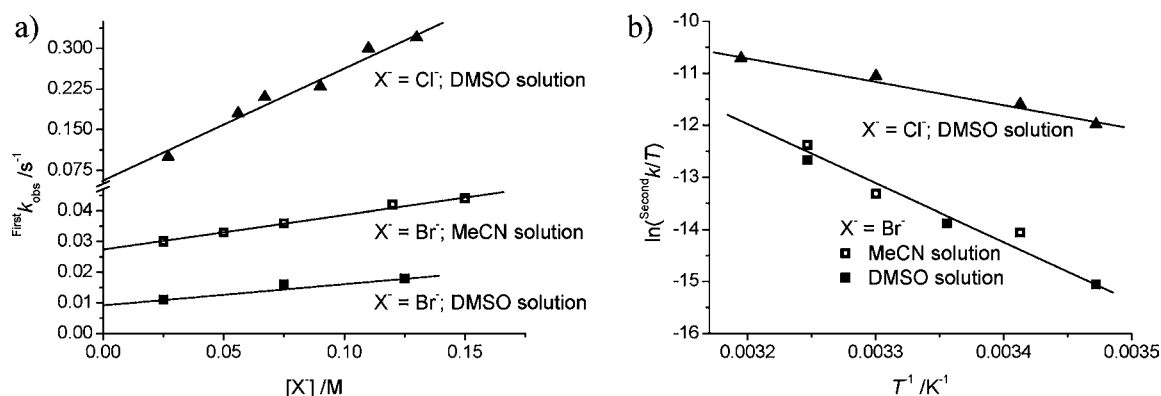 a)
0.300
0.225
0.150
0.075
0.04
0.03
0.02
0.01
0.00
First k obs /s-1
X- = Cl-; DMSO solution
X- = Br-; MeCN solution
X- = Br-; DMSO solution
0.00 0.05 0.10 0.15
[X-] /M
b)
-10
-11
-12
-13
-14
-15
-16
ln(Second k/T)
X- = Cl-; DMSO solution
X- = Br-
MeCN solution
DMSO solution
0.0032 0.0033 0.0034 0.0035
T1 /K-1